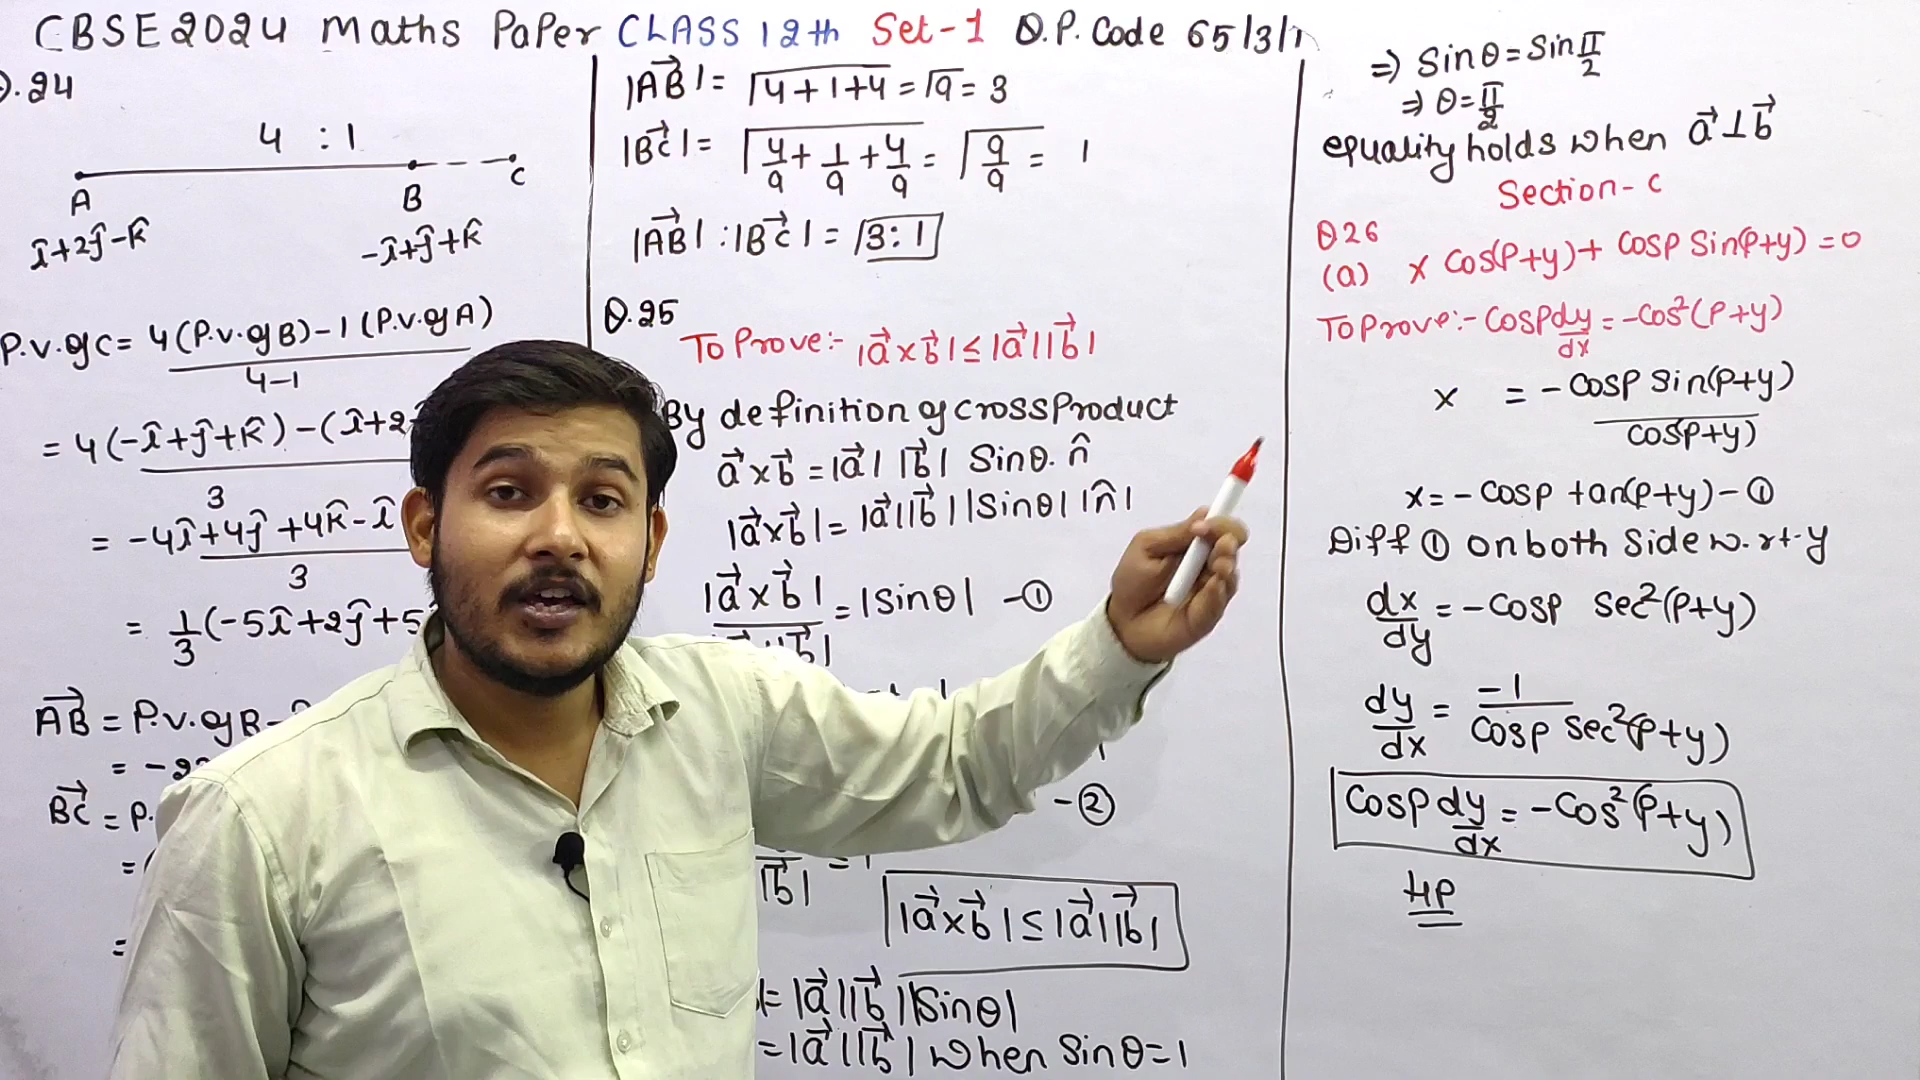 CBSE 2024 Maths Paper CLASS 12th Set-1 Q.P. Code 65/3/1
Q.24
4 : 1
A B C
î+2ĵ-k̂ -î+ĵ+k̂
P.V. of C = 4(P.V. of B)-1(P.V. of A)
4-1
= 4(-î+ĵ+k̂)-(î+2
3
= -4î+4ĵ+4k̂-î
3
= 1/3(-5î+2ĵ+5
AB⃗ = P.V. of B-
= -2
BC⃗ = P.
=
=
|AB⃗| = √4+1+4 = √9 = 3
|BC⃗| = √4/9+1/9+4/9 = √9/9 = 1
|AB⃗| : |BC⃗| = 3:1
Q.25
To Prove:- |a⃗×b⃗|≤|a⃗||b⃗|
By definition of cross Product
a⃗×b⃗ = |a⃗| |b⃗| Sinθ. n̂
|a⃗×b⃗| = |a⃗||b⃗||Sinθ||n̂|
|a⃗×b⃗| = |Sinθ| -①
|b⃗|
-②
|b⃗| = 1
|a⃗×b⃗|≤|a⃗||b⃗|
|= |a⃗||b⃗||Sinθ|
= |a⃗||b⃗| when Sinθ=1
⇒ Sinθ = Sin π/2
⇒ θ = π/2
equality holds when a⃗⊥b⃗
Section-C
Q26
(a) x Cos(P+y)+ CosP Sin(P+y) = 0
To Prove:- CosP dy/dx = -Cos²(P+y)
x = -CosP Sin(P+y)
Cos(P+y)
x = -CosP tan(P+y) -①
Diff ① on both Side w.r.t. y
dx/dy = -CosP Sec²(P+y)
dy/dx = -1
CosP Sec²(P+y)
CosP dy/dx = -Cos²(P+y)
HP